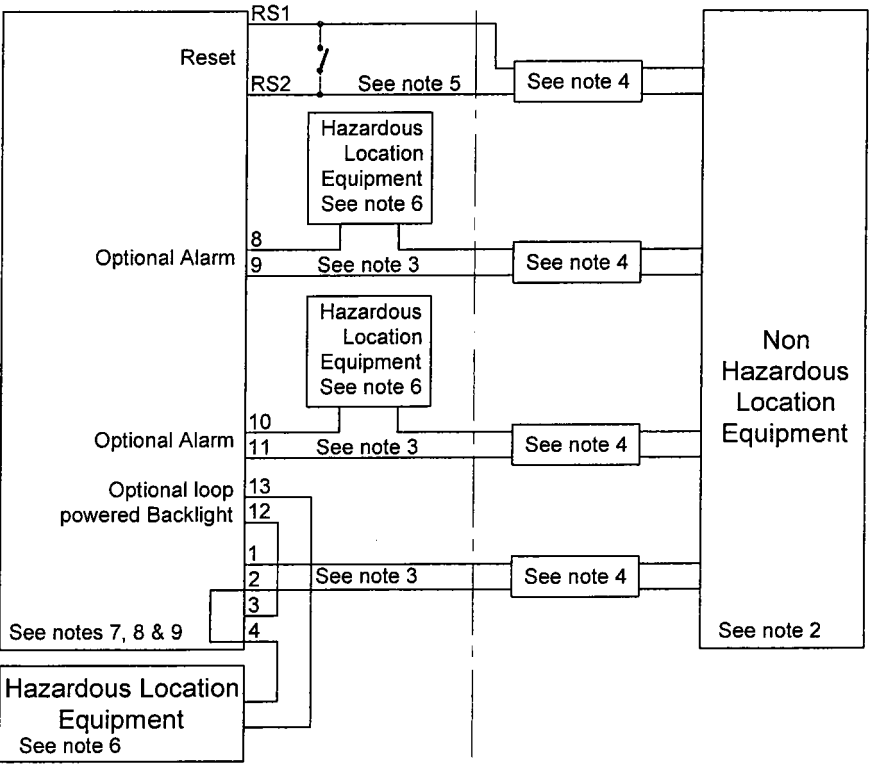 RS1
Reset
RS2
See note 5
See note 4
Hazardous
Location
Equipment
See note 6
8
Optional Alarm
9
See note 3
See note 4
Hazardous
Location
Equipment
See note 6
10
Optional Alarm
11
See note 3
See note 4
Non
Hazardous
Location
Equipment
Optional loop
powered Backlight
13
12
1
2
See note 3
See note 4
3
4
See notes 7, 8 & 9
See note 2
Hazardous Location
Equipment
See note 6